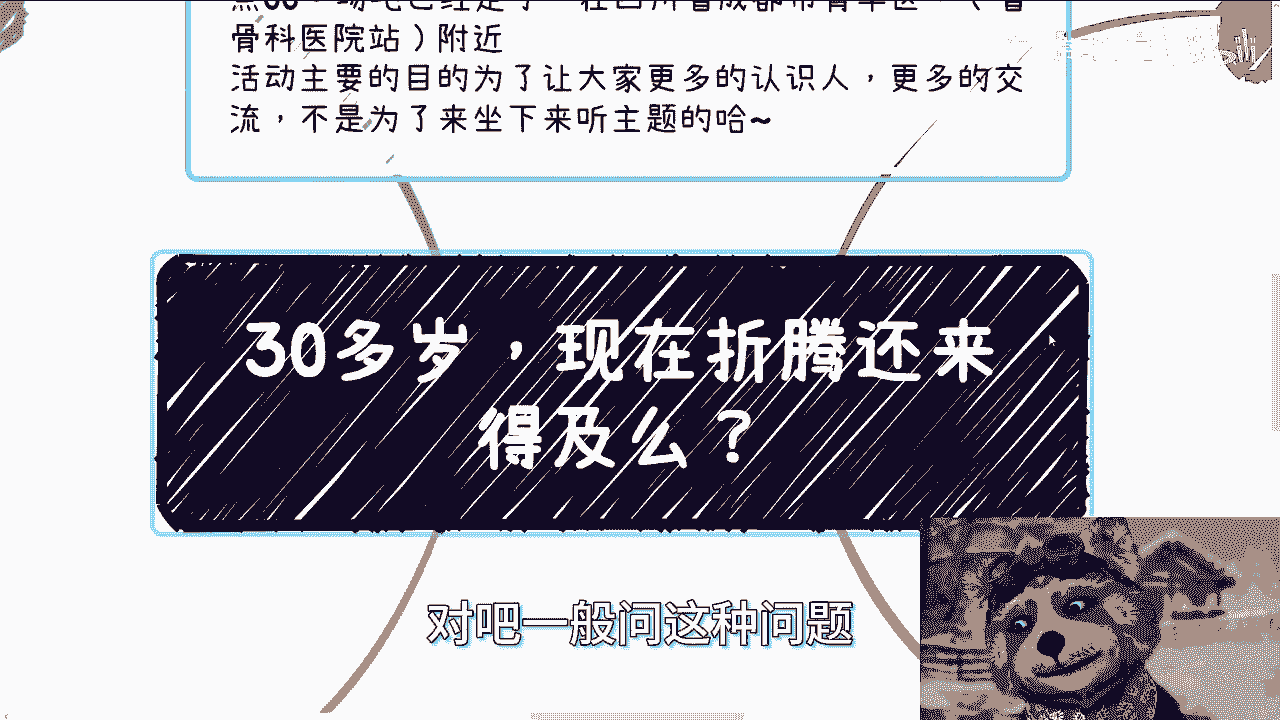 骨科医院站）附近
活动主要的目的为了让大家更多的认识人，更多的交
流，不是为了来坐下来听主题的哈~
30多岁，现在折腾还来
得及么？
对吧一般问这种问题